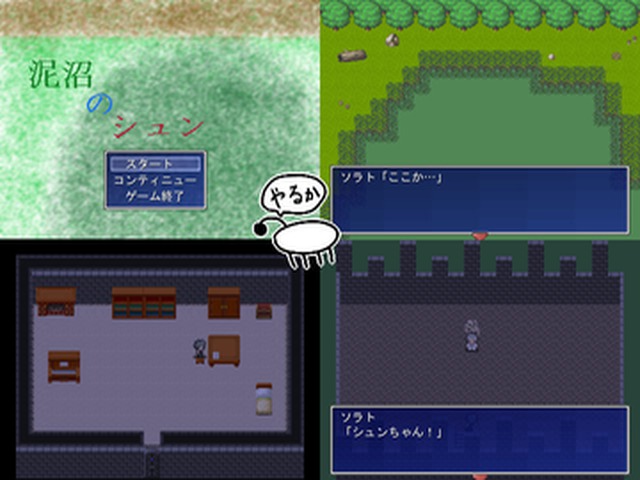 泥沼
の
シュン
スタート
コンティニュー
ゲーム終了
ソラト「ここか…」
やるか
ソラト
「シュンちゃん！」